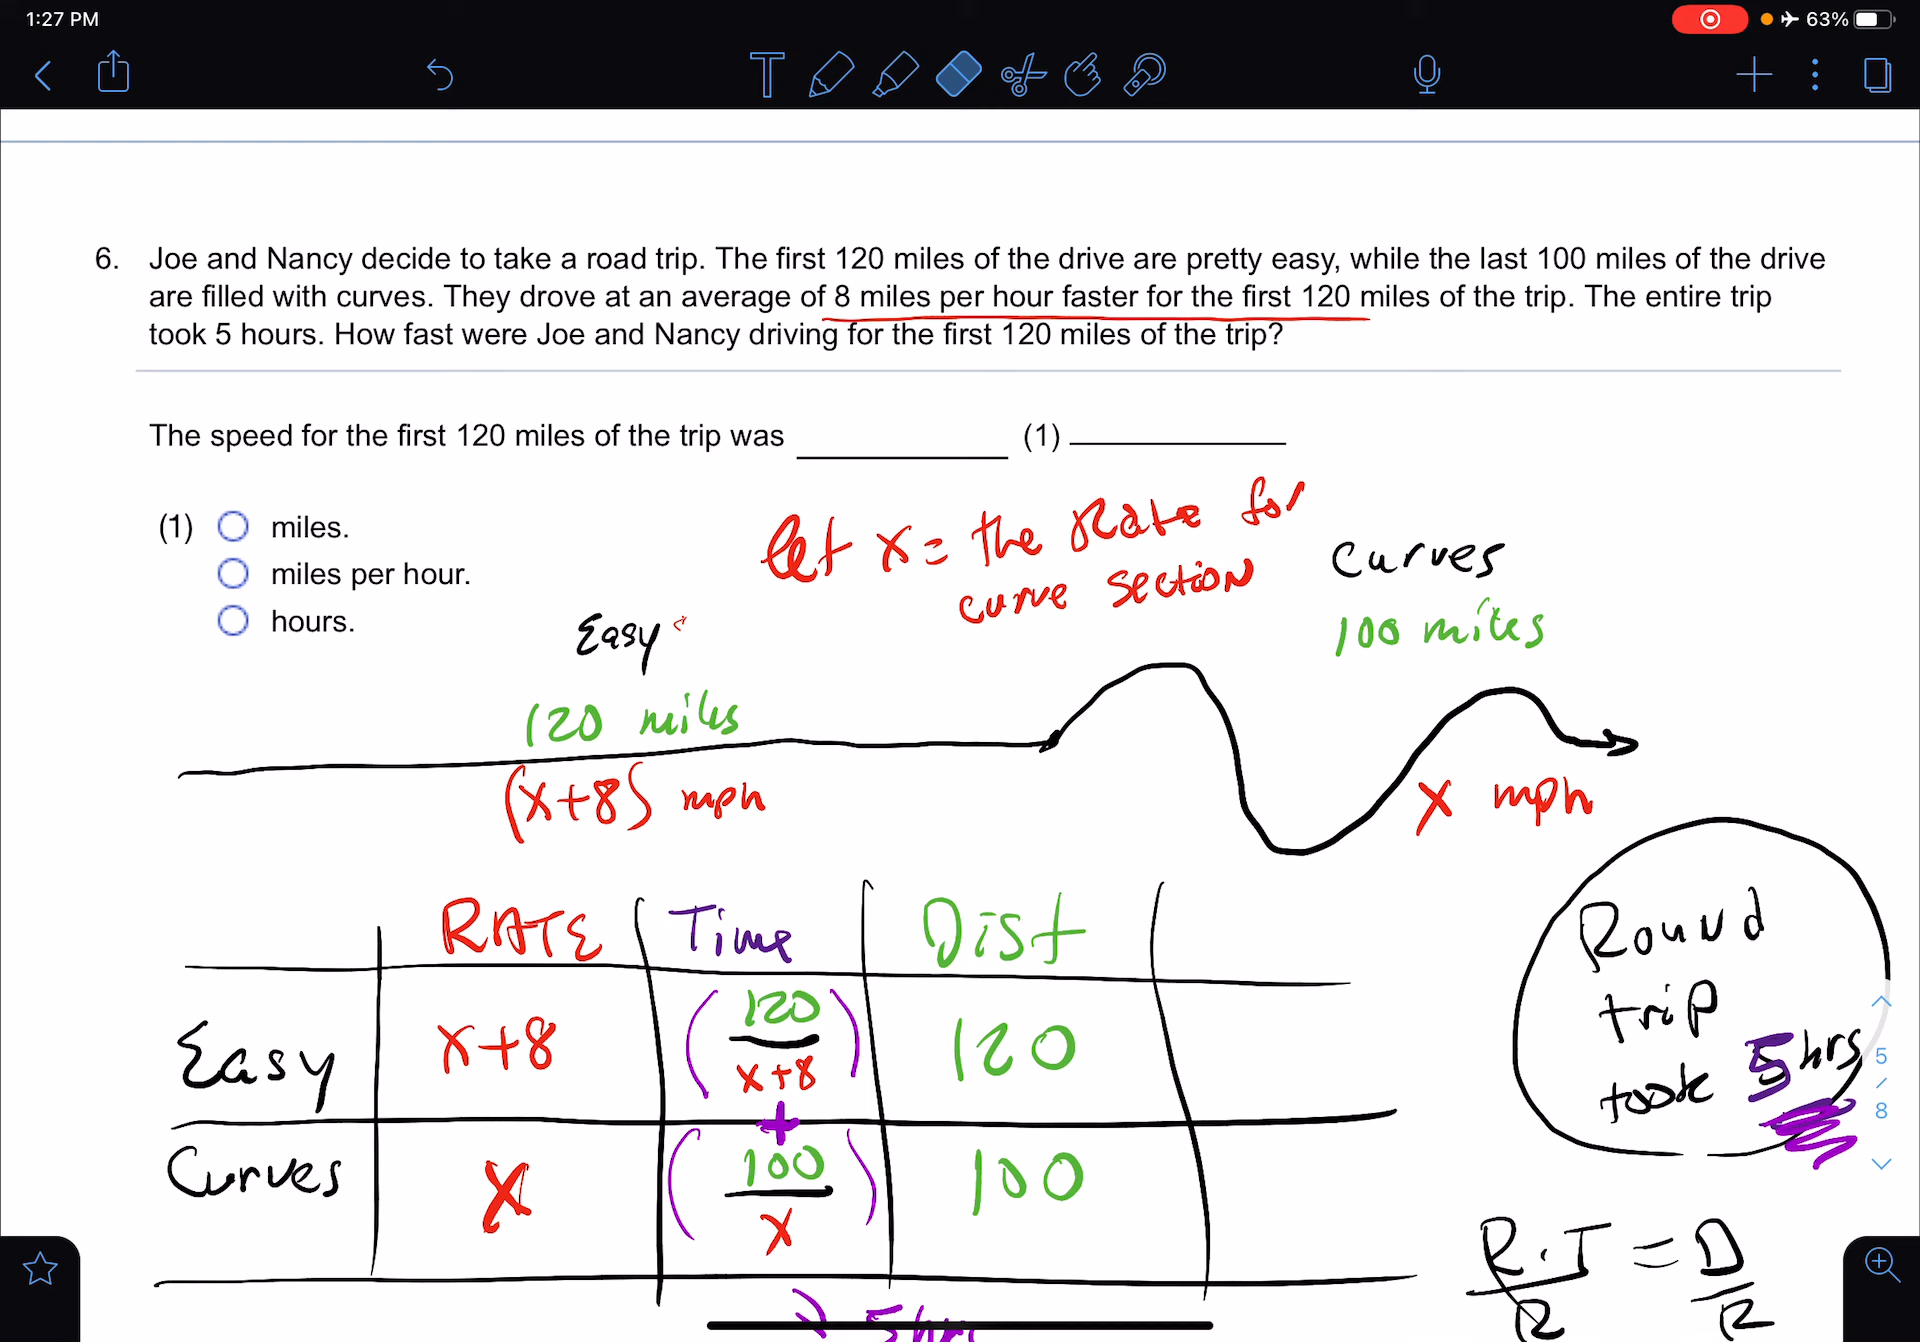 1:27 PM
63%
6. Joe and Nancy decide to take a road trip. The first 120 miles of the drive are pretty easy, while the last 100 miles of the drive
are filled with curves. They drove at an average of 8 miles per hour faster for the first 120 miles of the trip. The entire trip
took 5 hours. How fast were Joe and Nancy driving for the first 120 miles of the trip?
The speed for the first 120 miles of the trip was (1)
(1) miles.
miles per hour.
hours.
let x = the Rate for
curve section
Curves
100 miles
Easy
120 miles
(x+8) mph
x mph
RATE Time Dist
Easy x+8 (120/x+8) 120
+
Curves x (100/x) 100
5 hrs
Round
trip
took 5 hrs
5
/
8
R·T = D
R R